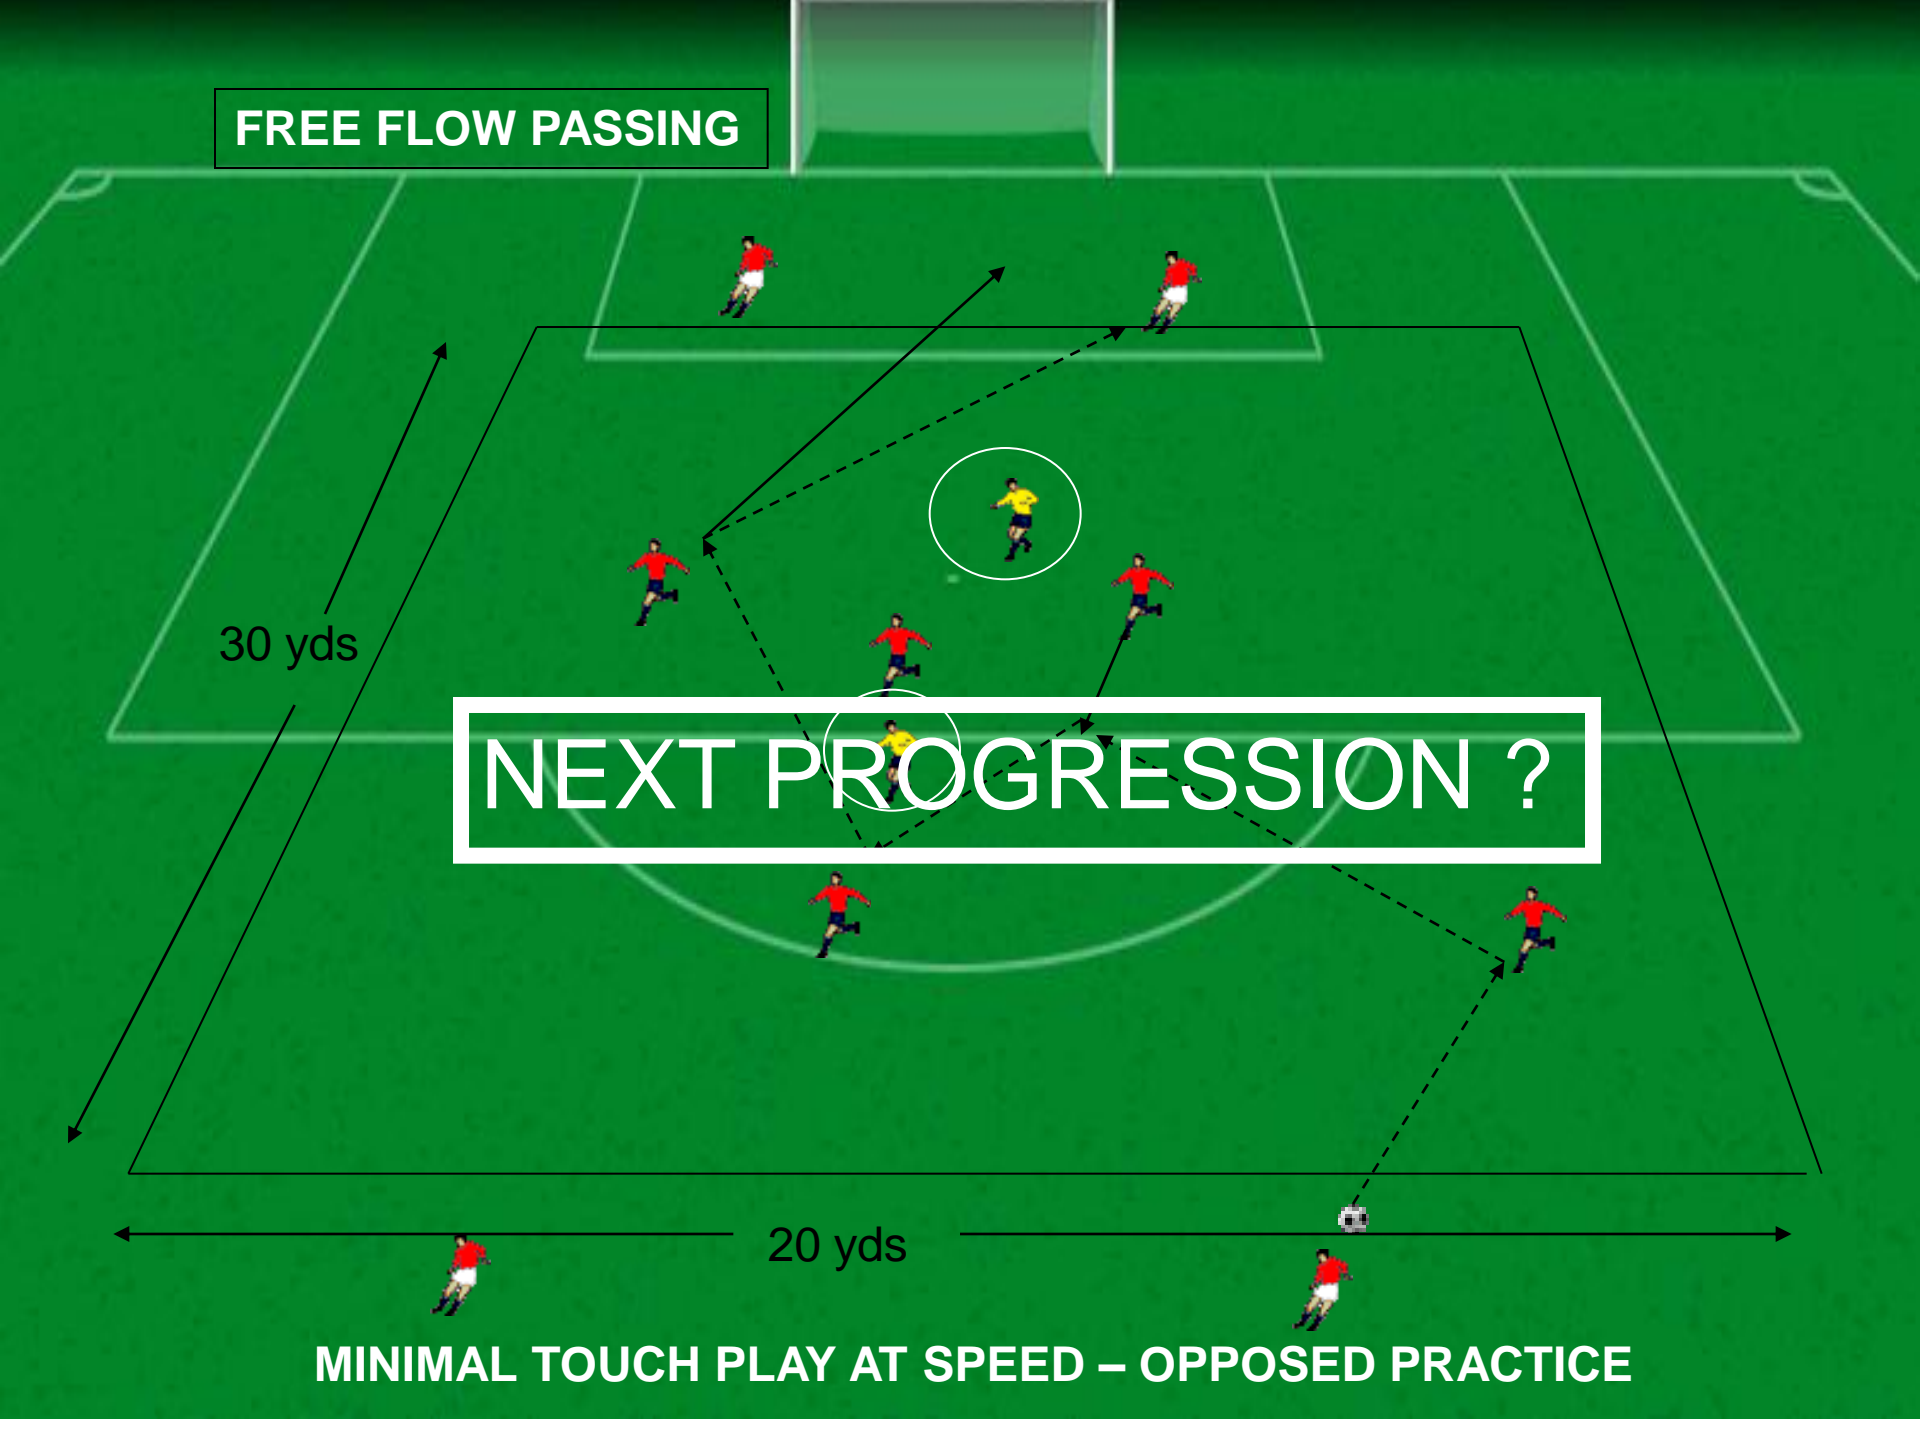 FREE FLOW PASSING
30 yds
NEXT PROGRESSION ?
20 yds
MINIMAL TOUCH PLAY AT SPEED – OPPOSED PRACTICE